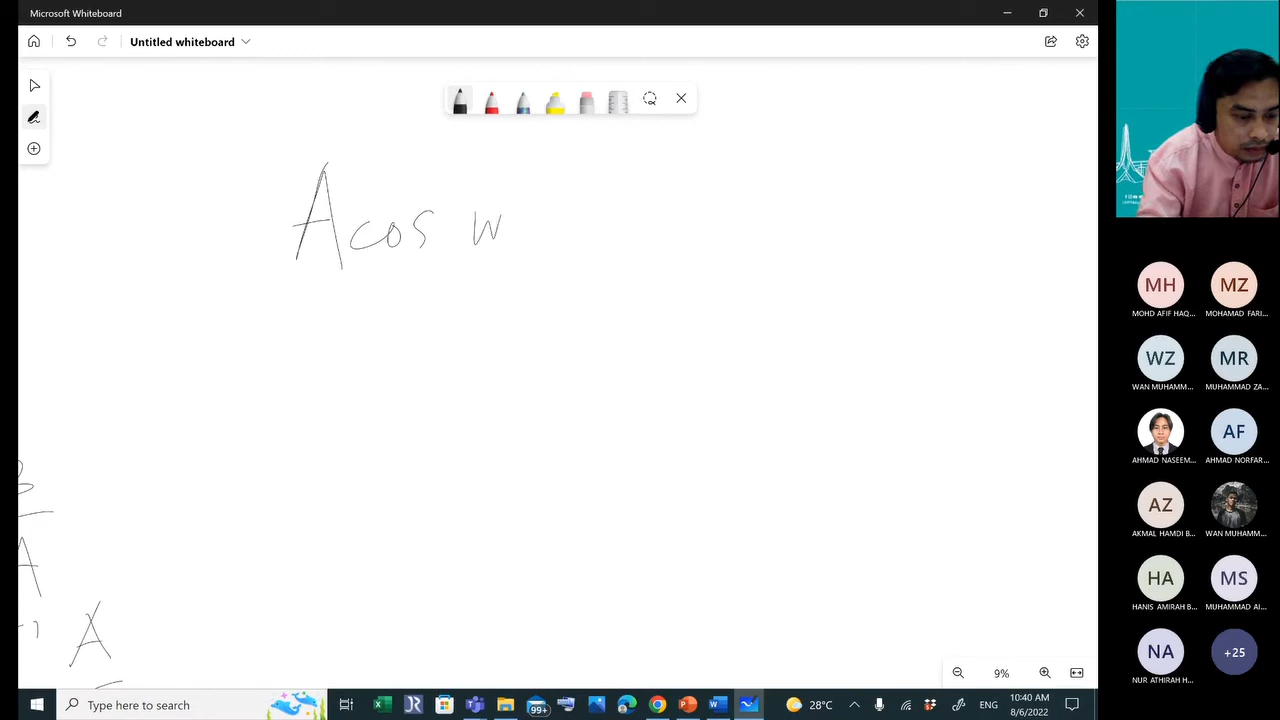 Microsoft Whiteboard
Untitled whiteboard
A cos w
A
A
9%
MH
MOHD AFIF HAQ...
MZ
MOHAMAD FARI...
WZ
WAN MUHAMM...
MR
MUHAMMAD ZA...
AHMAD NASEEM...
AF
AHMAD NORFAR...
AZ
AKMAL HAMDI B...
WAN MUHAMM...
HA
HANIS AMIRAH B...
MS
MUHAMMAD AI...
NA
NUR ATHIRAH H...
+25
Type here to search
99+
28°C
ENG
10:40 AM
8/6/2022